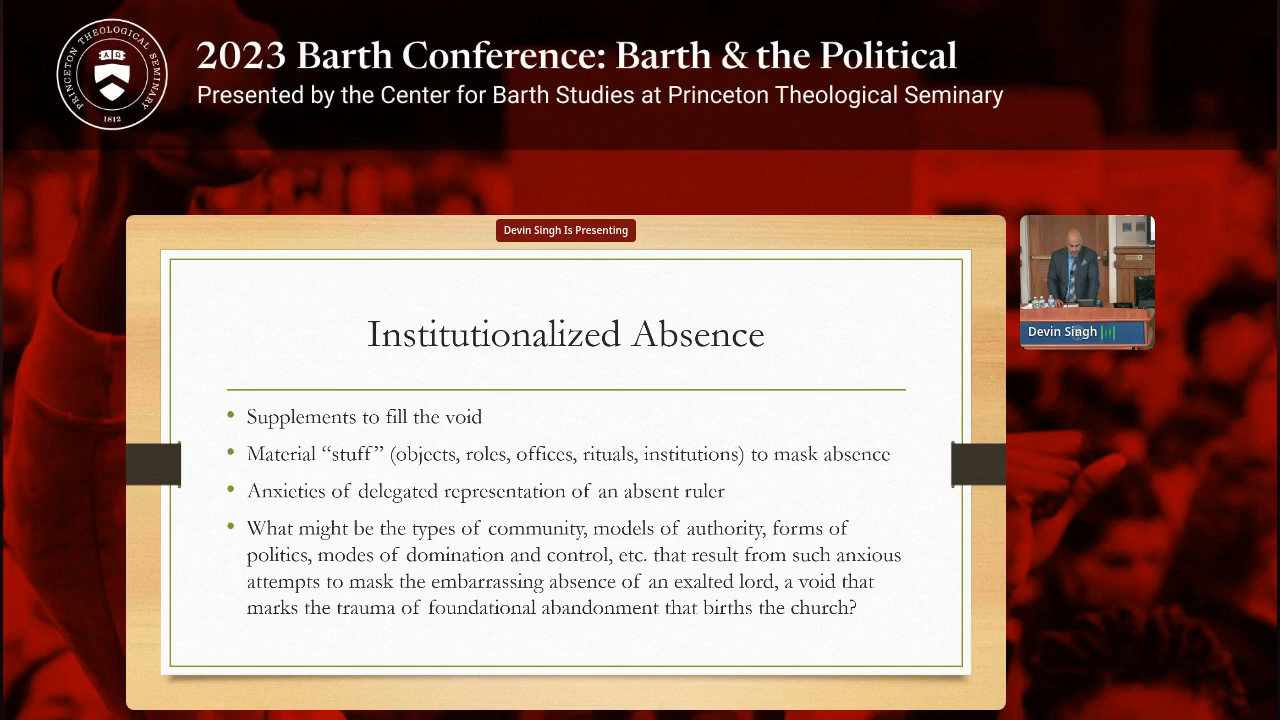 PRINCETON THEOLOGICAL SEMINARY
1812
2023 Barth Conference: Barth & the Political
Presented by the Center for Barth Studies at Princeton Theological Seminary
Devin Singh Is Presenting
Institutionalized Absence
• Supplements to fill the void
• Material “stuff” (objects, roles, offices, rituals, institutions) to mask absence
• Anxieties of delegated representation of an absent ruler
• What might be the types of community, models of authority, forms of
politics, modes of domination and control, etc. that result from such anxious
attempts to mask the embarrassing absence of an exalted lord, a void that
marks the trauma of foundational abandonment that births the church?
Devin Singh